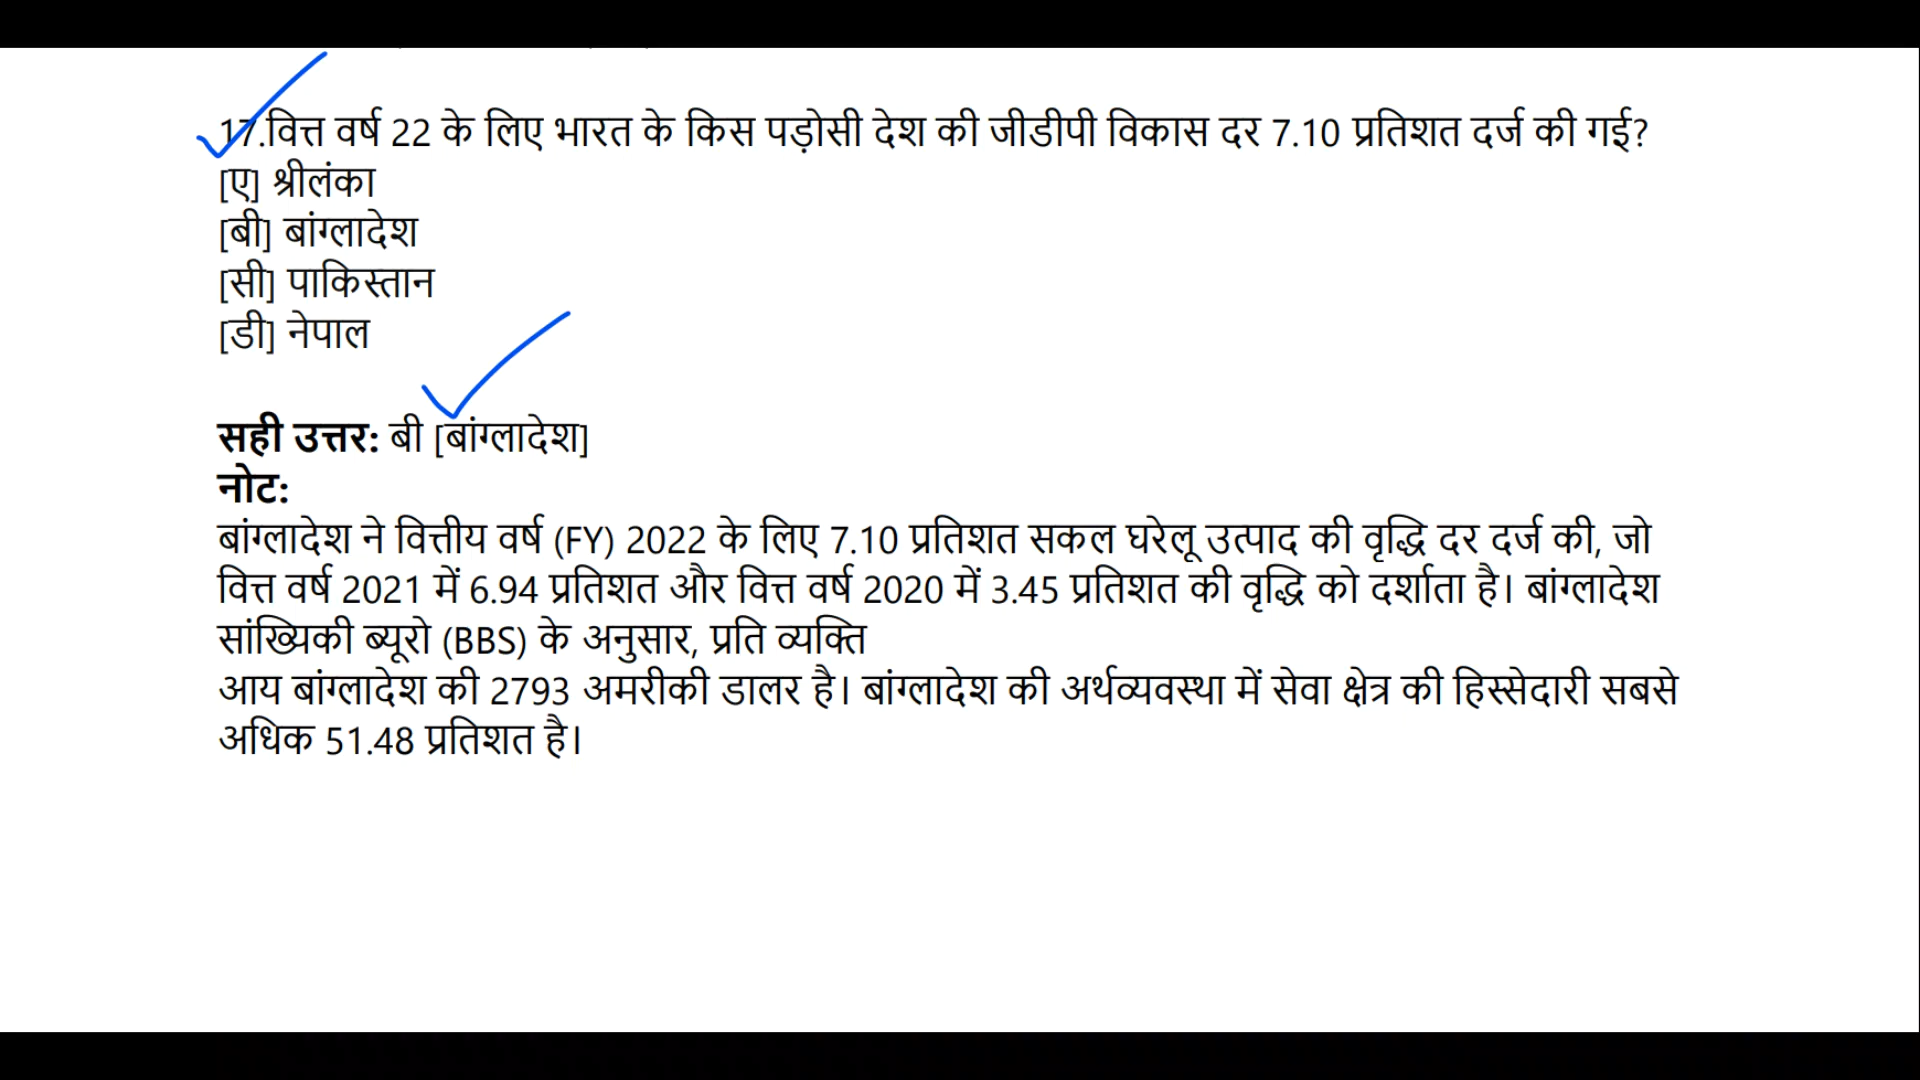 17.वित्त वर्ष 22 के लिए भारत के किस पड़ोसी देश की जीडीपी विकास दर 7.10 प्रतिशत दर्ज की गई?
[ए] श्रीलंका
[बी] बांग्लादेश
[सी] पाकिस्तान
[डी] नेपाल
सही उत्तर: बी [बांग्लादेश]
नोट:
बांग्लादेश ने वित्तीय वर्ष (FY) 2022 के लिए 7.10 प्रतिशत सकल घरेलू उत्पाद की वृद्धि दर दर्ज की, जो
वित्त वर्ष 2021 में 6.94 प्रतिशत और वित्त वर्ष 2020 में 3.45 प्रतिशत की वृद्धि को दर्शाता है। बांग्लादेश
सांख्यिकी ब्यूरो (BBS) के अनुसार, प्रति व्यक्ति
आय बांग्लादेश की 2793 अमरीकी डालर है। बांग्लादेश की अर्थव्यवस्था में सेवा क्षेत्र की हिस्सेदारी सबसे
अधिक 51.48 प्रतिशत है।